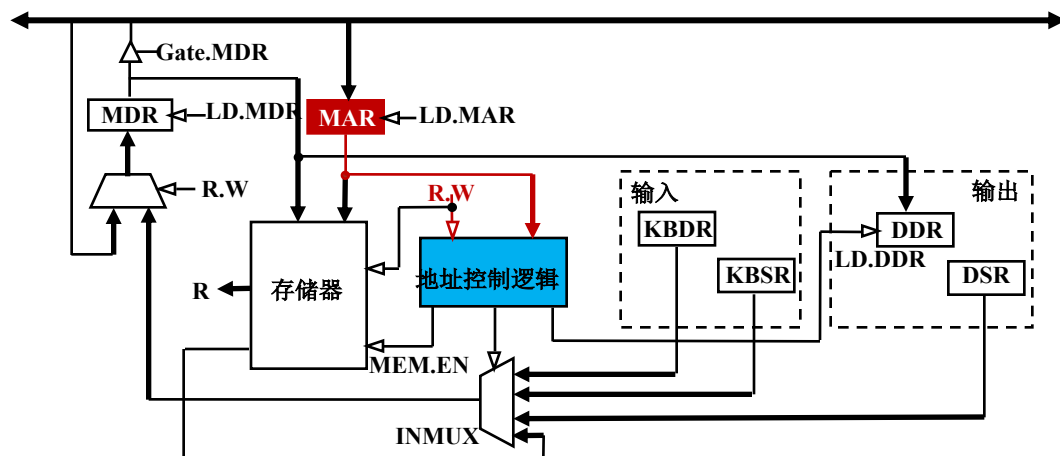 Gate.MDR
MDR
LD.MDR
MAR
LD.MAR
R.W
R.W
输入
输出
KBDR
DDR
LD.DDR
KBSR
DSR
存储器
地址控制逻辑
R
MEM.EN
INMUX